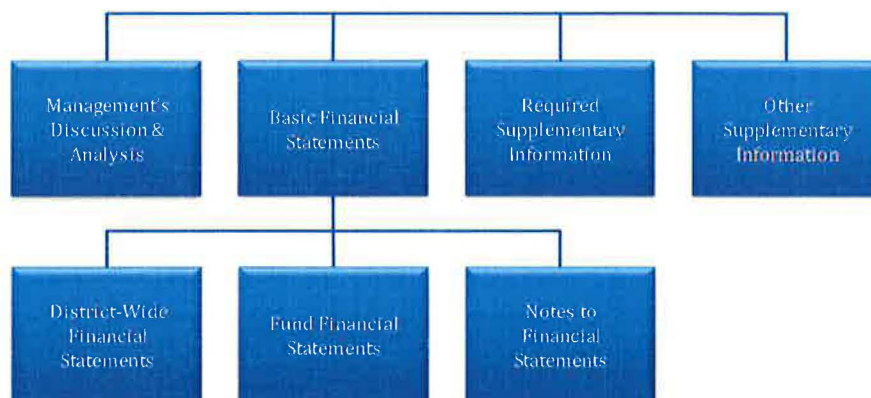 Management's
Discussion &
Analysis
Basic Financial
Statements
Required
Supplementary
Information
Other
Supplementary
Information
District-Wide
Financial
Statements
Fund Financial
Statements
Notes to
Financial
Statements